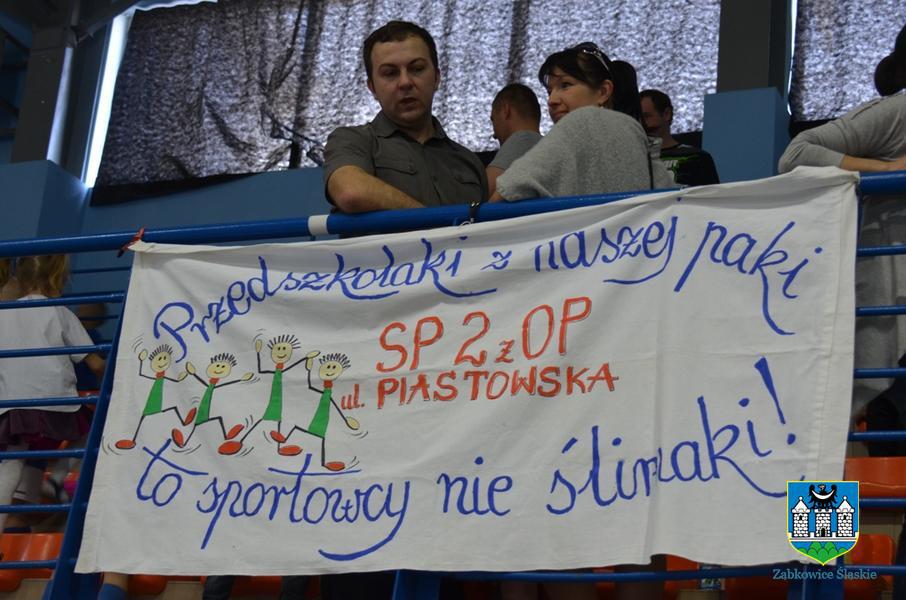 Przedszkolaki z naszej paki
SP 2 z OP
ul. PIASTOWSKA
to sportowcy nie ślimaki!
Ząbkowice Śląskie